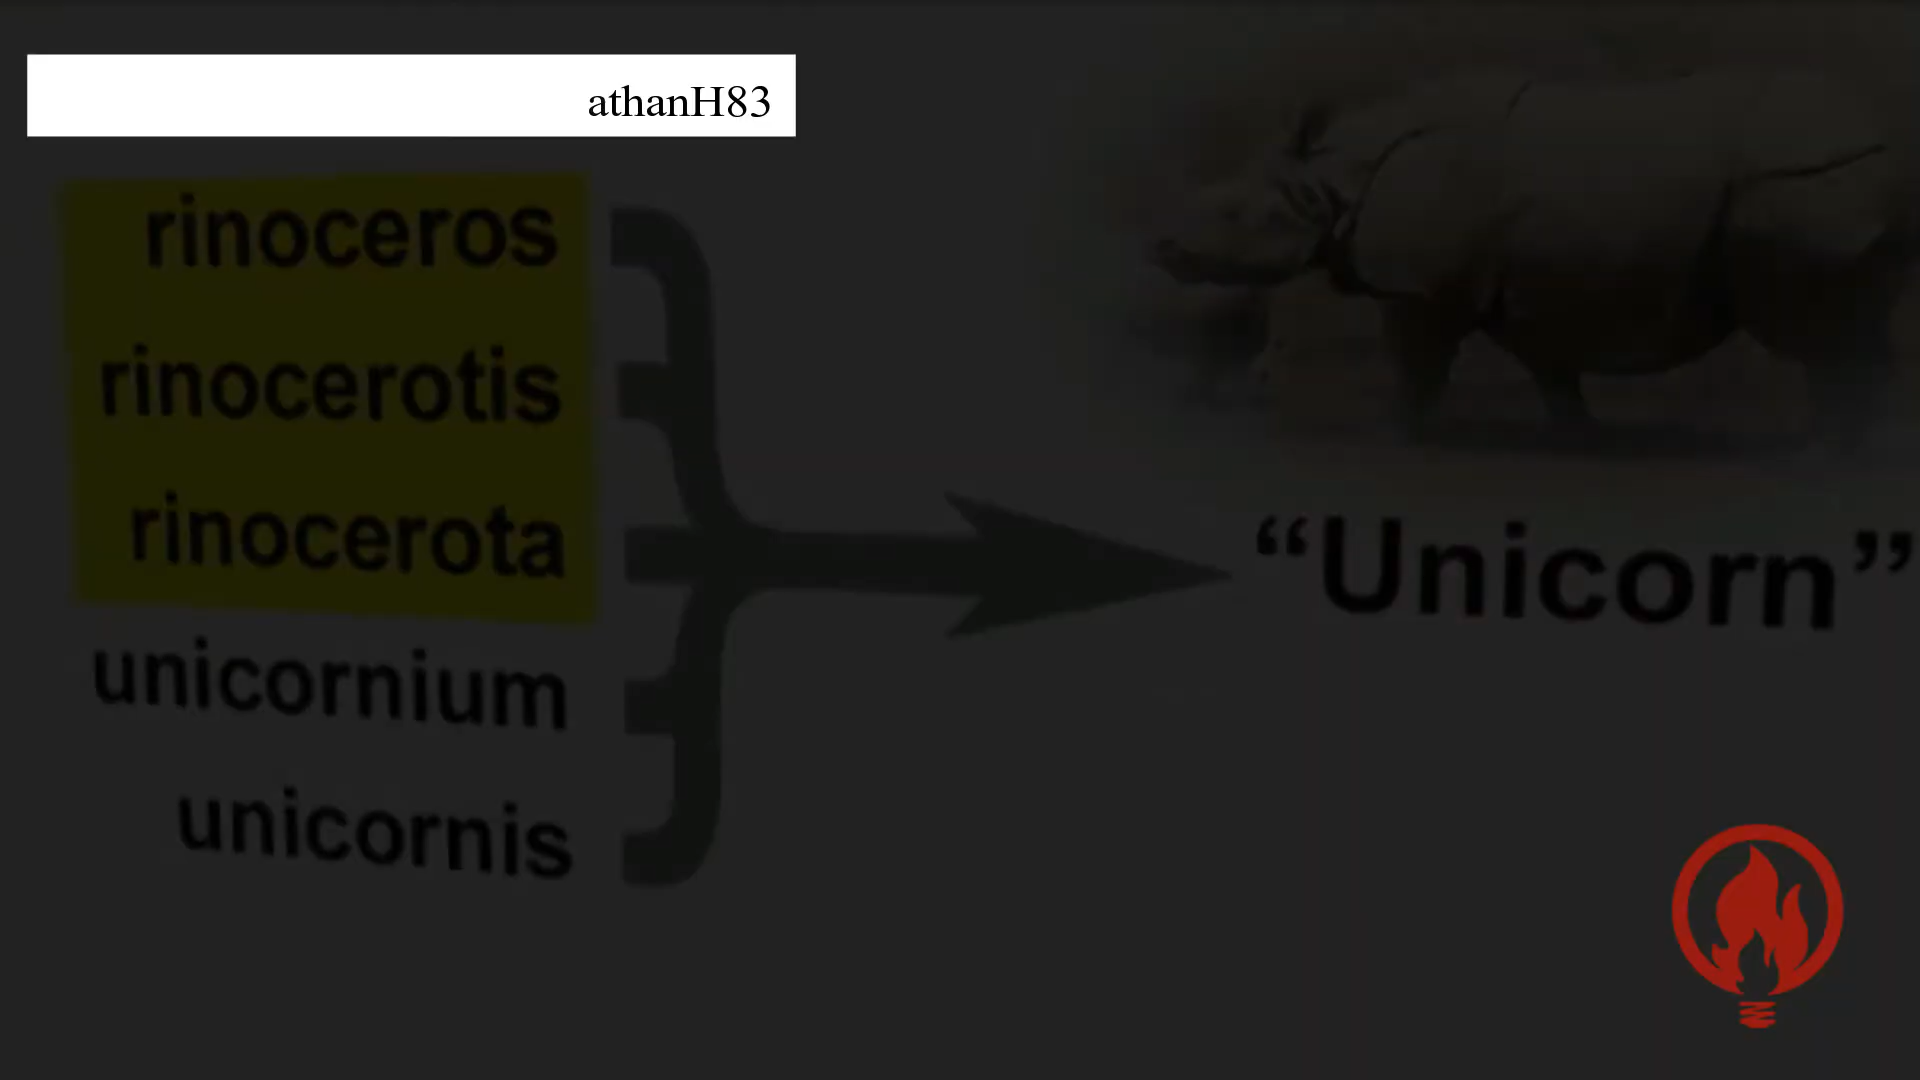 athanH83
rinoceros
rinocerotis
rinocerota
unicornium
unicornis
“Unicorn”